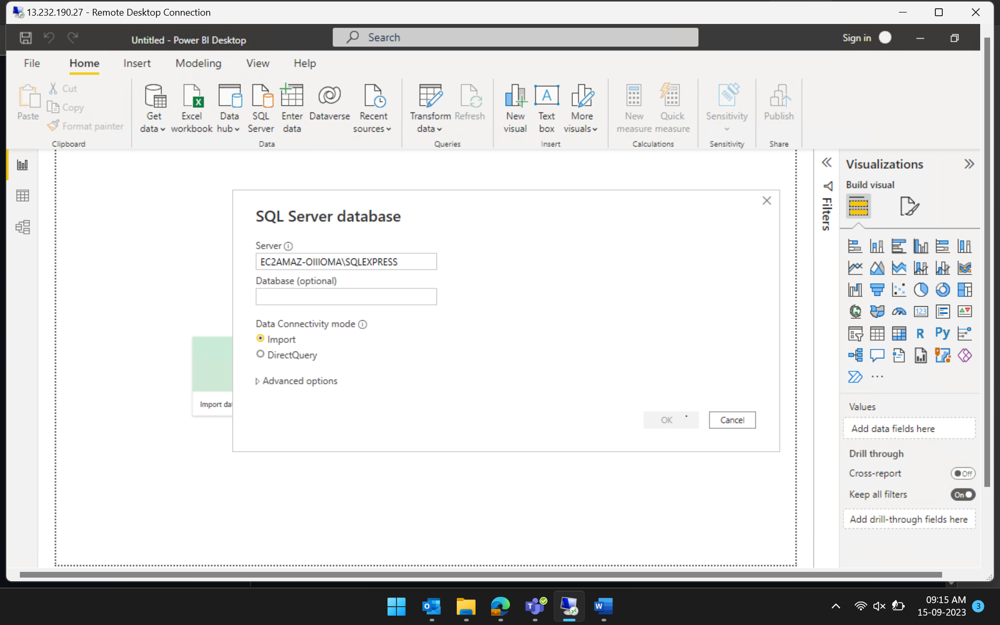 13.232.190.27 - Remote Desktop Connection
Untitled - Power BI Desktop
Search
Sign in
File Home Insert Modeling View Help
Paste
Cut
Copy
Format painter
Clipboard
Get data
Excel workbook
Data hub
SQL Server
Enter data
Dataverse
Recent sources
Data
Transform data
Refresh
Queries
New visual
Text box
More visuals
Insert
New measure
Quick measure
Calculations
Sensitivity
Sensitivity
Publish
Share
Visualizations
Build visual
Filters
SQL Server database
Server
EC2AMAZ-OIIIOMA\SQLEXPRESS
Database (optional)
Data Connectivity mode
Import
DirectQuery
Advanced options
OK
Cancel
Import da
123
R
Py
Values
Add data fields here
Drill through
Cross-report
Off
Keep all filters
On
Add drill-through fields here
09:15 AM
15-09-2023
3